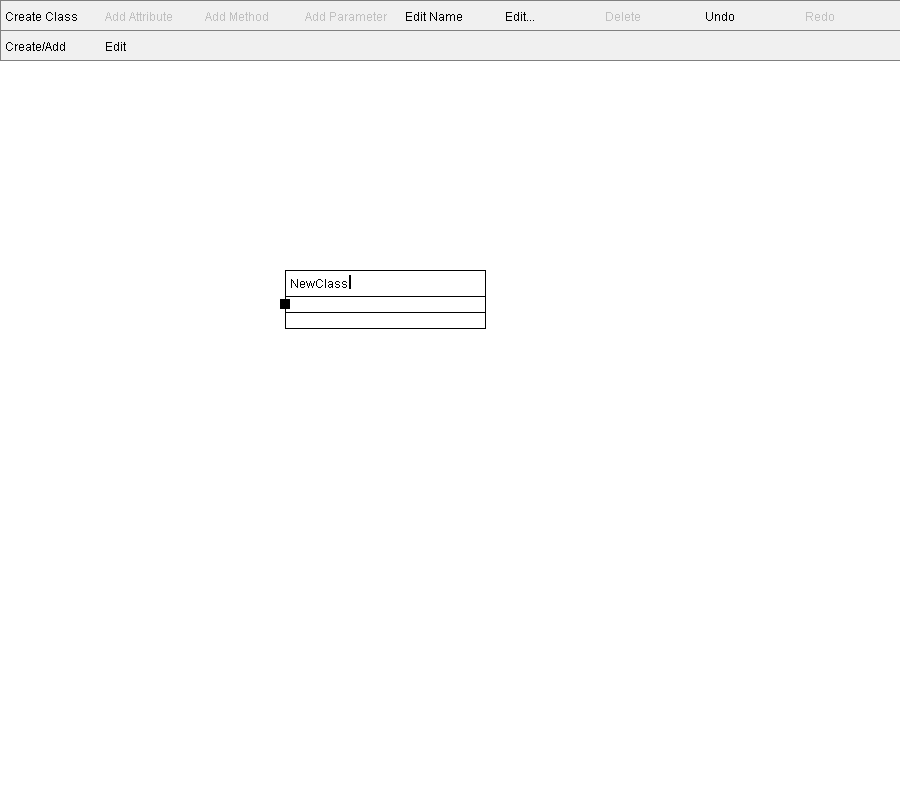 Create Class Add Attribute Add Method Add Parameter Edit Name Edit... Delete Undo Redo
Create/Add Edit
NewClass